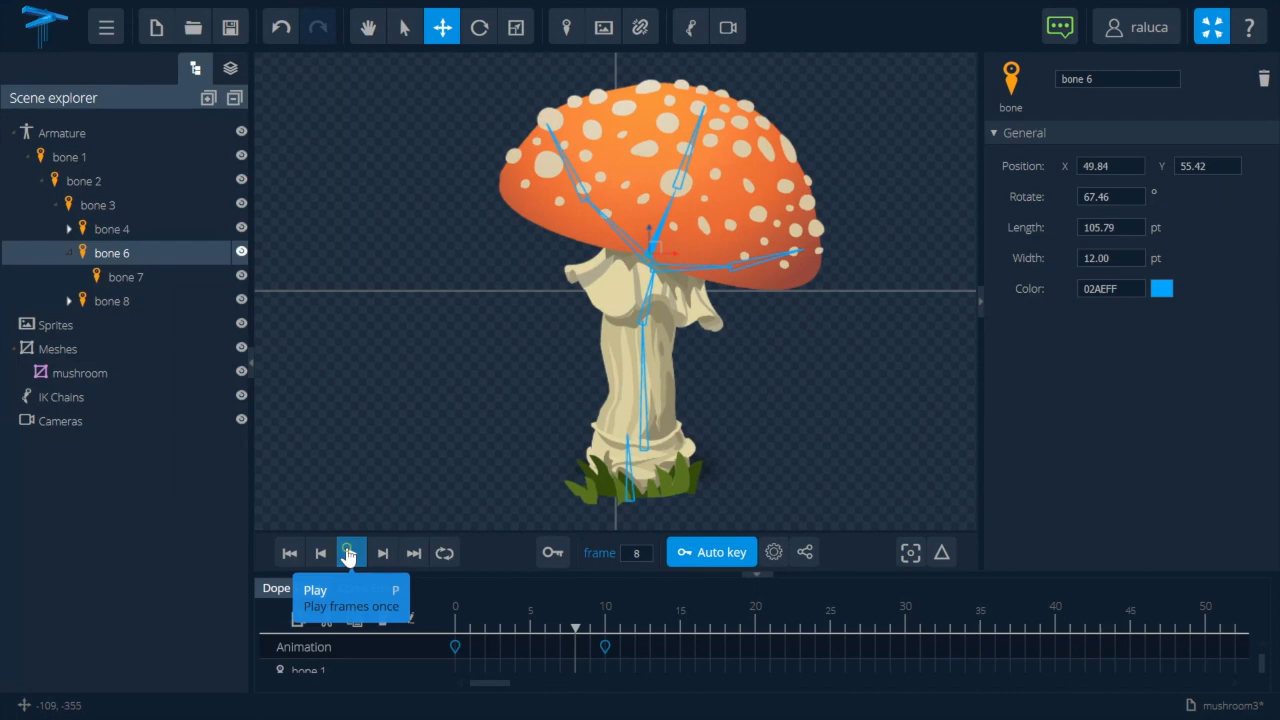 raluca
?
Scene explorer
Armature
bone 1
bone 2
bone 3
bone 4
bone 6
bone 7
bone 8
Sprites
Meshes
mushroom
IK Chains
Cameras
bone
bone 6
General
Position: X 49.84 Y 55.42
Rotate: 67.46 °
Length: 105.79 pt
Width: 12.00 pt
Color: 02AEFF
frame 8
Auto key
Dope
Play P
Play frames once
0 5 10 15 20 25 30 35 40 45 50
Animation
bone 1
-109, -355
mushroom3*